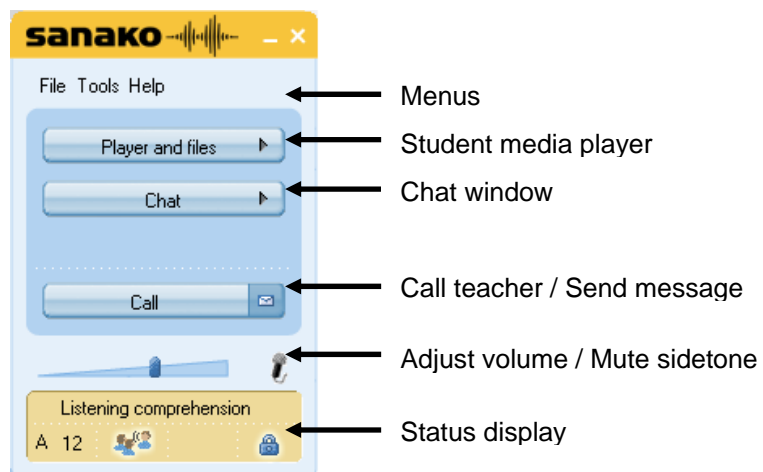 sanako
File Tools Help
Menus
Player and files
Student media player
Chat
Chat window
Call
Call teacher / Send message
Adjust volume / Mute sidetone
Listening comprehension
A 12
Status display